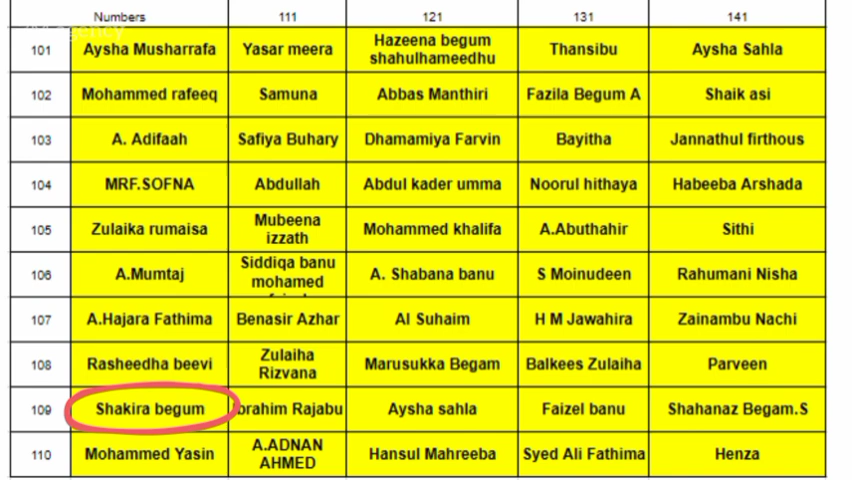 Numbers 111 121 131 141
101 Aysha Musharrafa Yasar meera Hazeena begum shahulhameedhu Thansibu Aysha Sahla
102 Mohammed rafeeq Samuna Abbas Manthiri Fazila Begum A Shaik asi
103 A. Adifaah Safiya Buhary Dhamamiya Farvin Bayitha Jannathul firthous
104 MRF.SOFNA Abdullah Abdul kader umma Noorul hithaya Habeeba Arshada
105 Zulaika rumaisa Mubeena izzath Mohammed khalifa A.Abuthahir Sithi
106 A.Mumtaj Siddiqa banu mohamed A. Shabana banu S Moinudeen Rahumani Nisha
107 A.Hajara Fathima Benasir Azhar Al Suhaim H M Jawahira Zainambu Nachi
108 Rasheedha beevi Zulaiha Rizvana Marusukka Begam Balkees Zulaiha Parveen
109 Shakira begum Ibrahim Rajabu Aysha sahla Faizel banu Shahanaz Begam.S
110 Mohammed Yasin A.ADNAN AHMED Hansul Mahreeba Syed Ali Fathima Henza